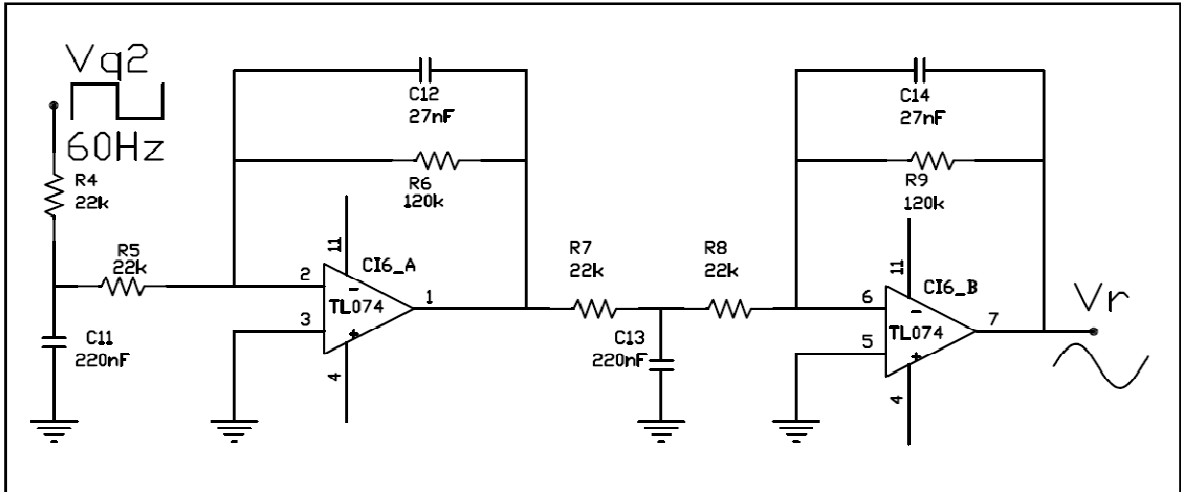 Vq2
60Hz
R4
22k
R5
22k
C11
220nF
C12
27nF
R6
120k
11
CI6_A
2
-
TL074
1
3
+
4
R7
22k
R8
22k
C13
220nF
C14
27nF
R9
120k
11
CI6_B
6
-
TL074
7
5
+
4
Vr